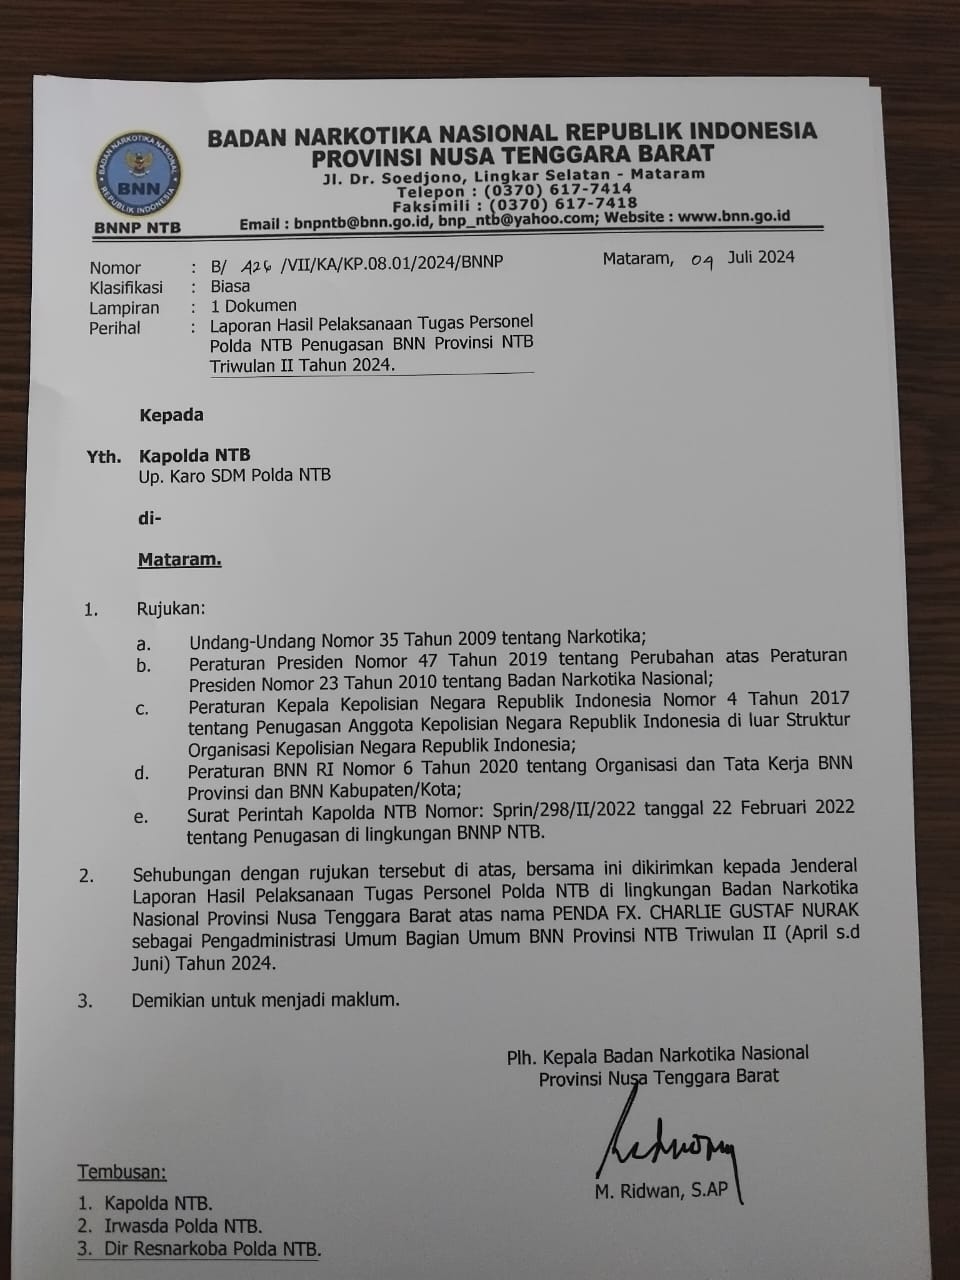 BADAN NARKOTIKA NASIONAL REPUBLIK INDONESIA
PROVINSI NUSA TENGGARA BARAT
Jl. Dr. Soedjono, Lingkar Selatan - Mataram
Telepon : (0370) 617-7414
Faksimili : (0370) 617-7418
Email : bnpntb@bnn.go.id, bnp_ntb@yahoo.com; Website : www.bnn.go.id
BADAN NARKOTIKA NASIONAL
BNN
REPUBLIK INDONESIA
BNNP NTB
Nomor : B/ /VII/KA/KP.08.01/2024/BNNP Mataram, 09 Juli 2024
Klasifikasi : Biasa
Lampiran : 1 Dokumen
Perihal : Laporan Hasil Pelaksanaan Tugas Personel
Polda NTB Penugasan BNN Provinsi NTB
Triwulan II Tahun 2024.
Kepada
Yth. Kapolda NTB
Up. Karo SDM Polda NTB
di-
Mataram.
1. Rujukan:
a. Undang-Undang Nomor 35 Tahun 2009 tentang Narkotika;
b. Peraturan Presiden Nomor 47 Tahun 2019 tentang Perubahan atas Peraturan
Presiden Nomor 23 Tahun 2010 tentang Badan Narkotika Nasional;
c. Peraturan Kepala Kepolisian Negara Republik Indonesia Nomor 4 Tahun 2017
tentang Penugasan Anggota Kepolisian Negara Republik Indonesia di luar Struktur
Organisasi Kepolisian Negara Republik Indonesia;
d. Peraturan BNN RI Nomor 6 Tahun 2020 tentang Organisasi dan Tata Kerja BNN
Provinsi dan BNN Kabupaten/Kota;
e. Surat Perintah Kapolda NTB Nomor: Sprin/298/II/2022 tanggal 22 Februari 2022
tentang Penugasan di lingkungan BNNP NTB.
2. Sehubungan dengan rujukan tersebut di atas, bersama ini dikirimkan kepada Jenderal
Laporan Hasil Pelaksanaan Tugas Personel Polda NTB di lingkungan Badan Narkotika
Nasional Provinsi Nusa Tenggara Barat atas nama PENDA FX. CHARLIE GUSTAF NURAK
sebagai Pengadministrasi Umum Bagian Umum BNN Provinsi NTB Triwulan II (April s.d
Juni) Tahun 2024.
3. Demikian untuk menjadi maklum.
Plh. Kepala Badan Narkotika Nasional
Provinsi Nusa Tenggara Barat
M. Ridwan, S.AP
Tembusan:
1. Kapolda NTB.
2. Irwasda Polda NTB.
3. Dir Resnarkoba Polda NTB.